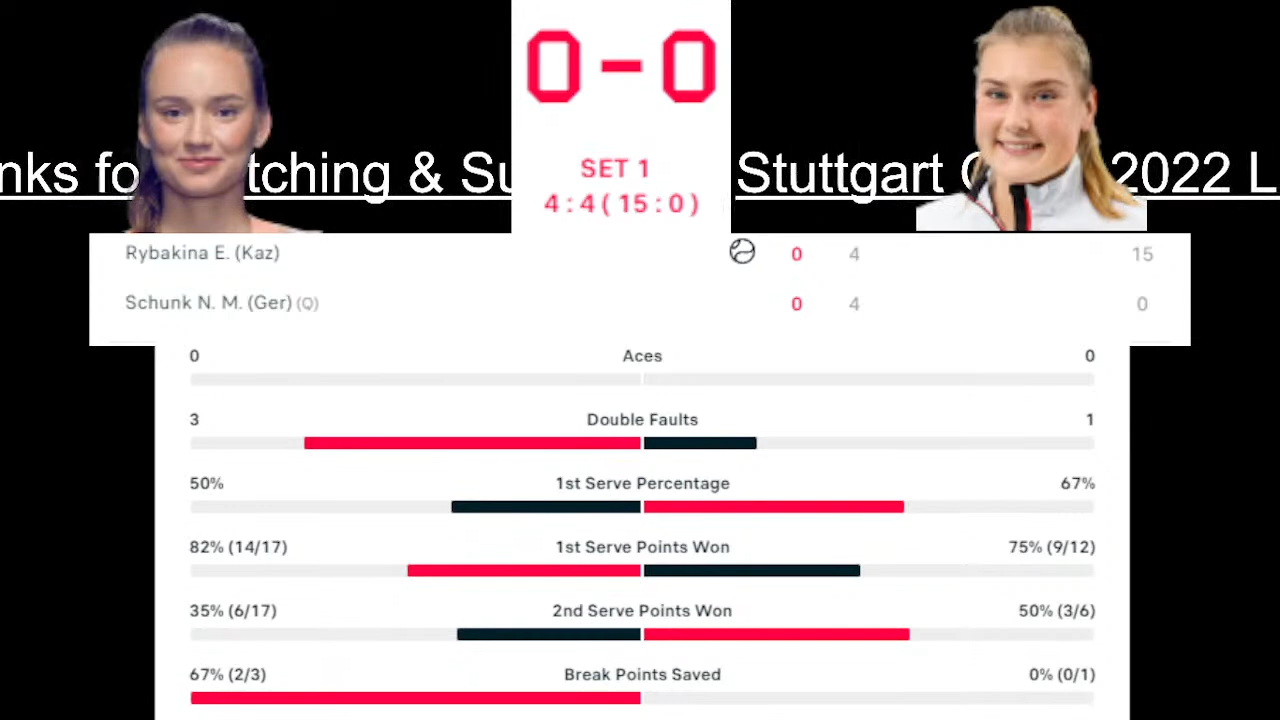 0 - 0
nks fo tching & Su Stuttgart 2022 L
SET 1
4 : 4 ( 15 : 0 )
Rybakina E. (Kaz) 0 4 15
Schunk N. M. (Ger) (Q) 0 4 0
0 Aces 0
3 Double Faults 1
50% 1st Serve Percentage 67%
82% (14/17) 1st Serve Points Won 75% (9/12)
35% (6/17) 2nd Serve Points Won 50% (3/6)
67% (2/3) Break Points Saved 0% (0/1)